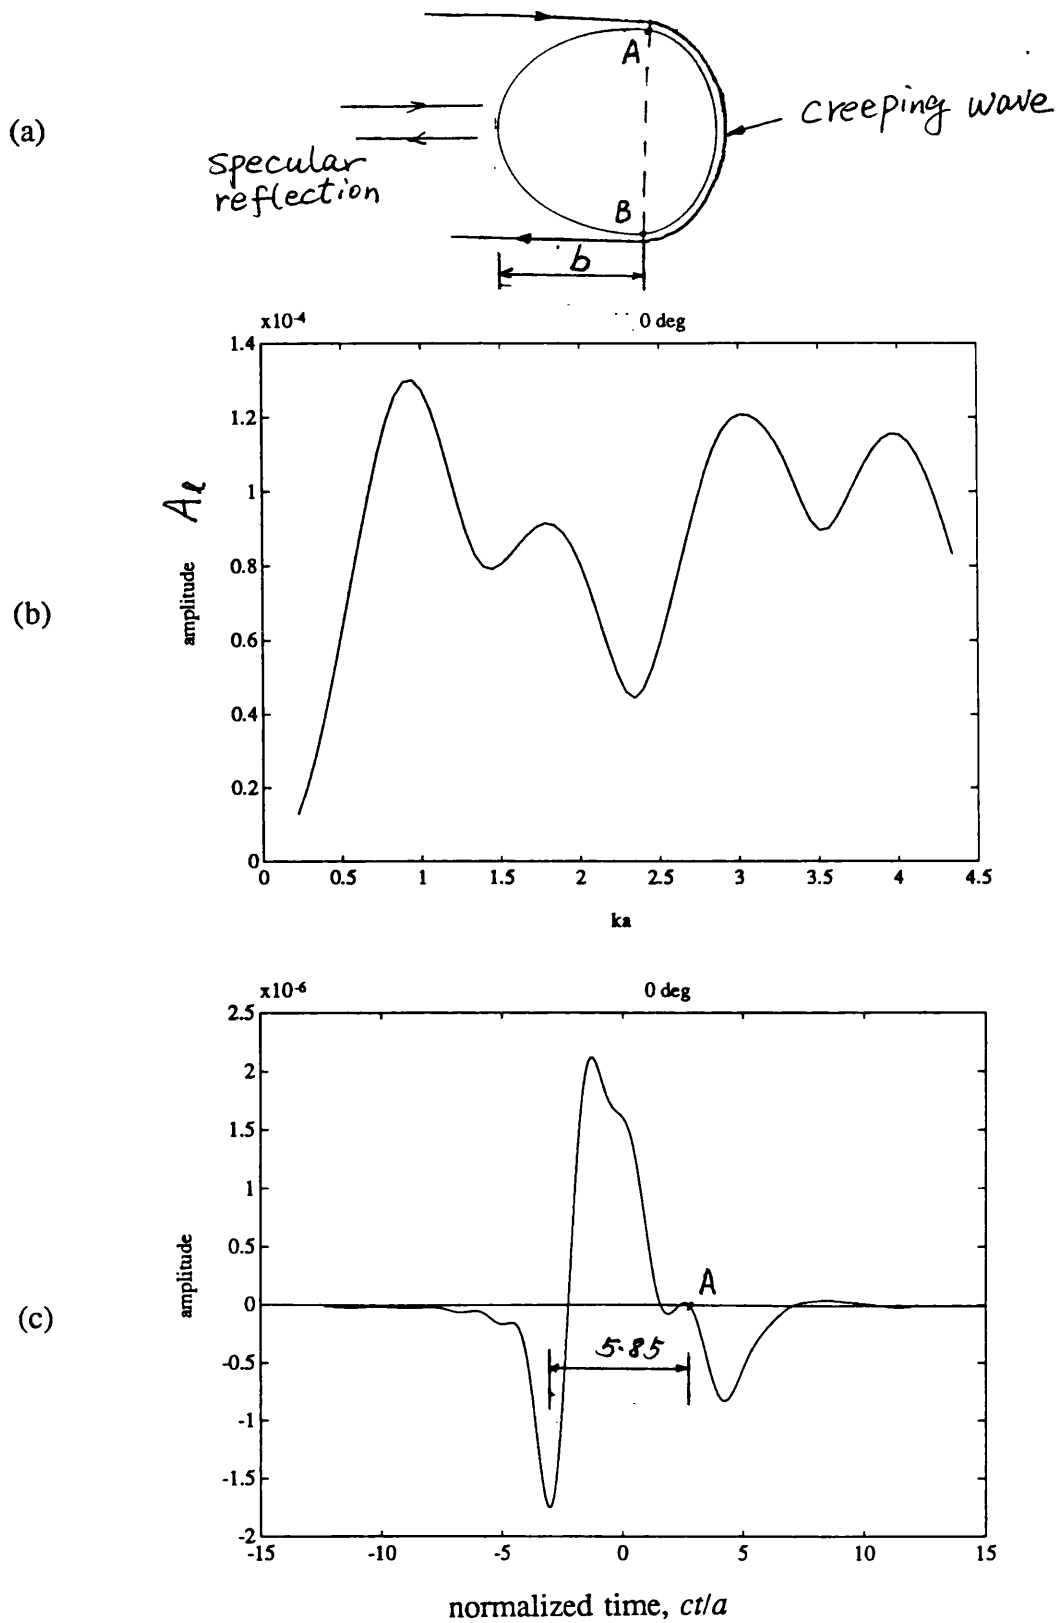 (a)
A
creeping wave
specular
reflection
B
b
x10-4
0 deg
1.4
1.2
1
0.8
0.6
0.4
0.2
0
Aℓ
amplitude
(b)
0 0.5 1 1.5 2 2.5 3 3.5 4 4.5
ka
x10-6
0 deg
2.5
2
1.5
1
0.5
0
-0.5
-1
-1.5
-2
amplitude
(c)
A
5.85
-15 -10 -5 0 5 10 15
normalized time, ct/a